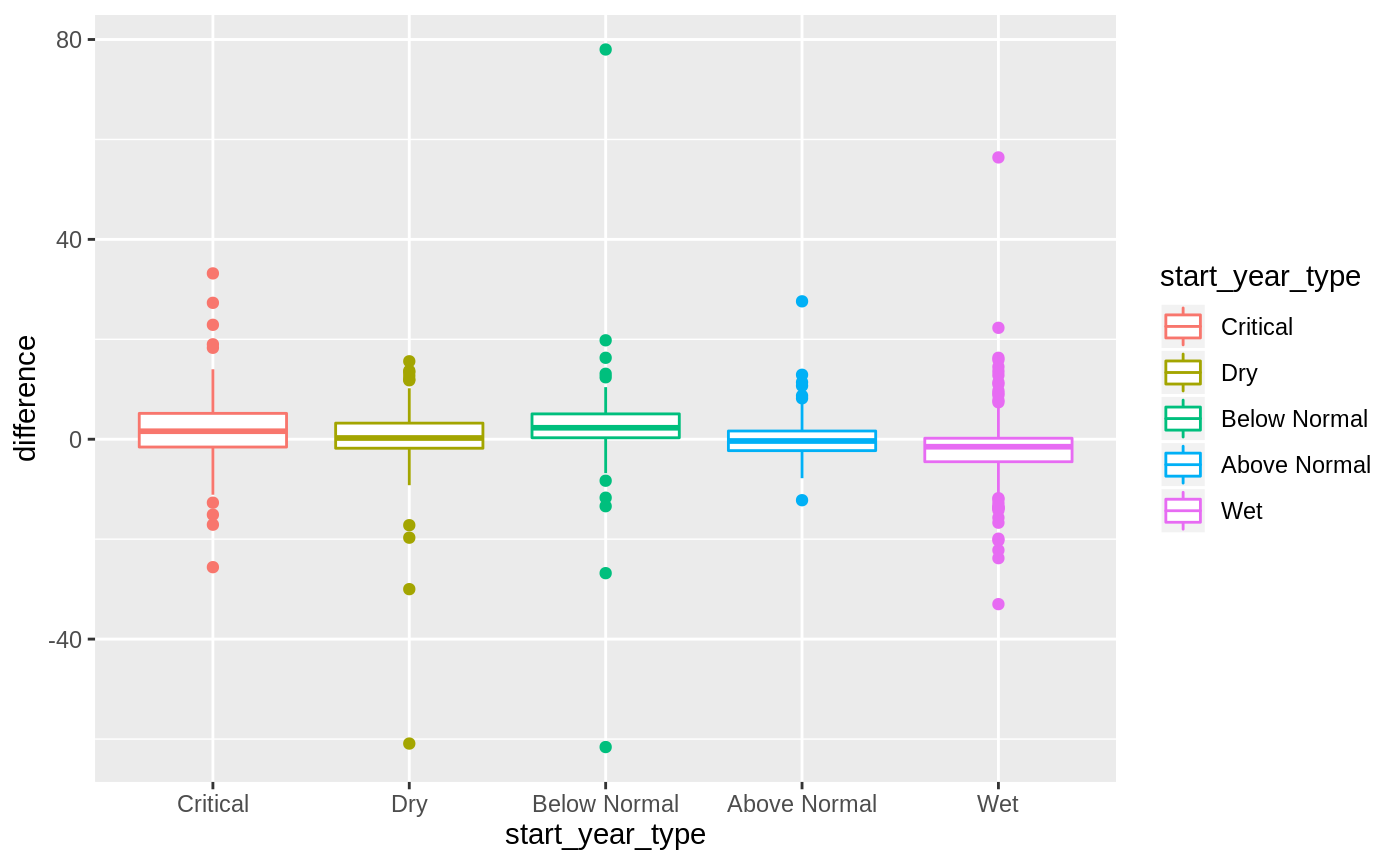 difference
80
40
0
-40
Critical
Dry
Below Normal
Above Normal
Wet
start_year_type
start_year_type
Critical
Dry
Below Normal
Above Normal
Wet